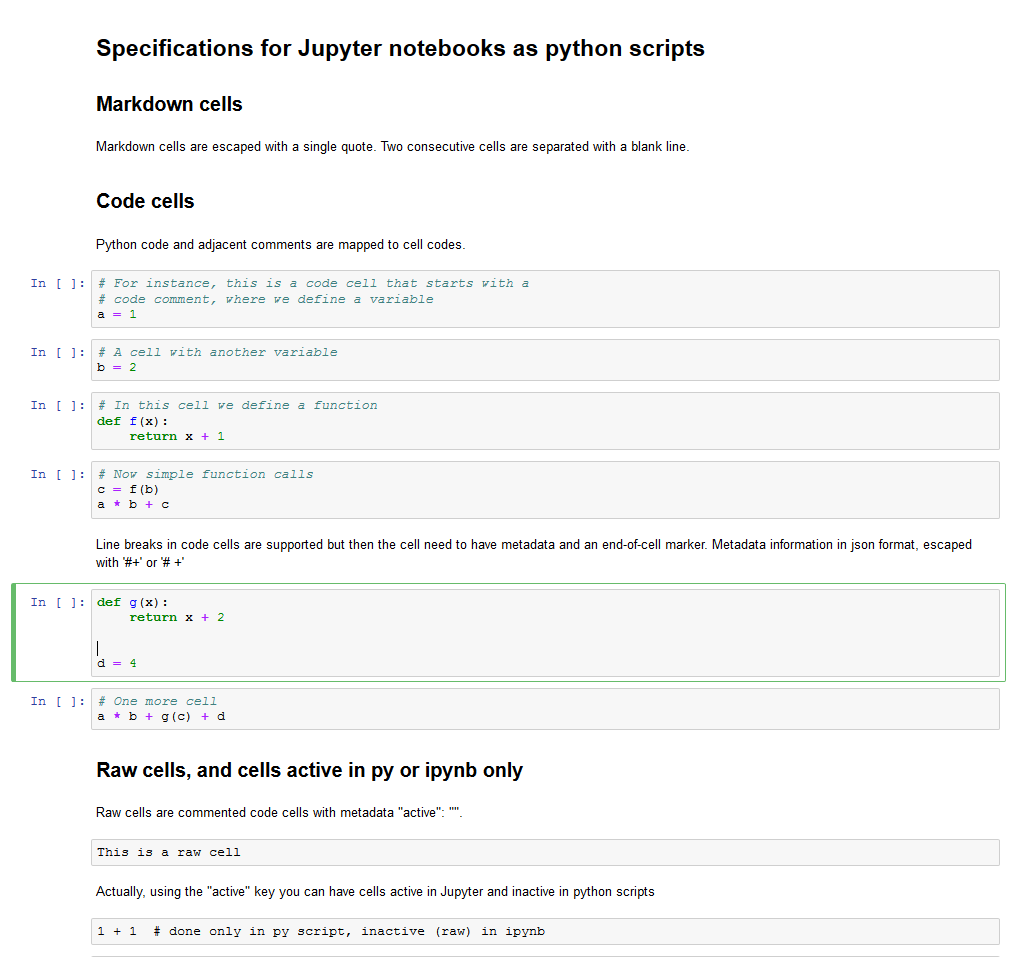 Specifications for Jupyter notebooks as python scripts
Markdown cells
Markdown cells are escaped with a single quote. Two consecutive cells are separated with a blank line.
Code cells
Python code and adjacent comments are mapped to cell codes.
In [ ]: # For instance, this is a code cell that starts with a
# code comment, where we define a variable
a = 1
In [ ]: # A cell with another variable
b = 2
In [ ]: # In this cell we define a function
def f(x):
    return x + 1
In [ ]: # Now simple function calls
c = f(b)
a * b + c
Line breaks in code cells are supported but then the cell need to have metadata and an end-of-cell marker. Metadata information in json format, escaped
with '#+' or '# +'
In [ ]: def g(x):
    return x + 2
d = 4
In [ ]: # One more cell
a * b + g(c) + d
Raw cells, and cells active in py or ipynb only
Raw cells are commented code cells with metadata "active": "".
This is a raw cell
Actually, using the "active" key you can have cells active in Jupyter and inactive in python scripts
1 + 1  # done only in py script, inactive (raw) in ipynb